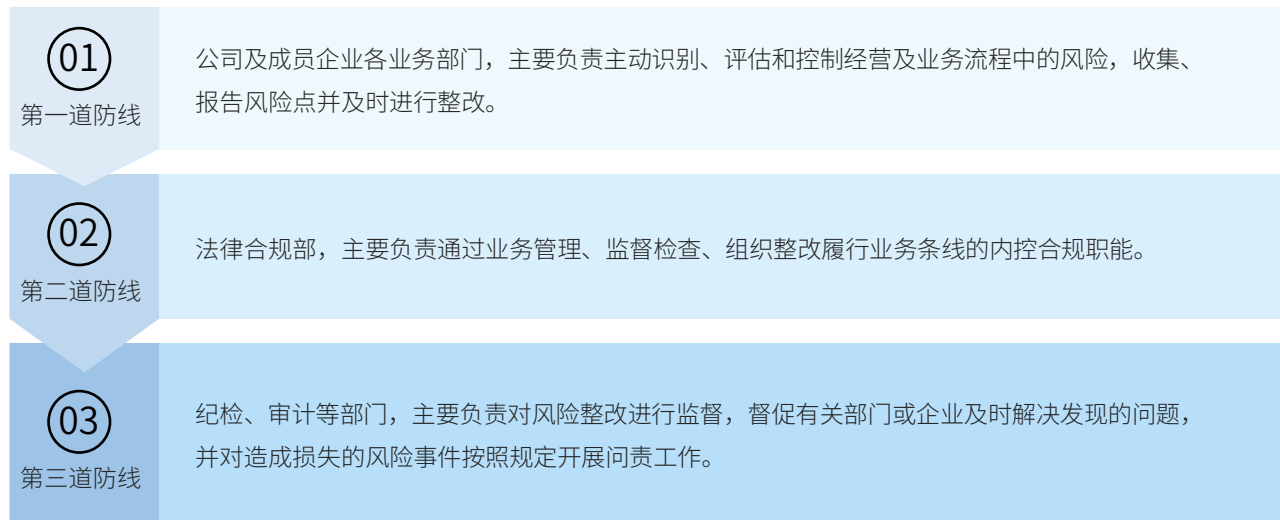 01
第一道防线
公司及成员企业各业务部门，主要负责主动识别、评估和控制经营及业务流程中的风险，收集、
报告风险点并及时进行整改。
02
第二道防线
法律合规部，主要负责通过业务管理、监督检查、组织整改履行业务条线的内控合规职能。
03
第三道防线
纪检、审计等部门，主要负责对风险整改进行监督，督促有关部门或企业及时解决发现的问题，
并对造成损失的风险事件按照规定开展问责工作。